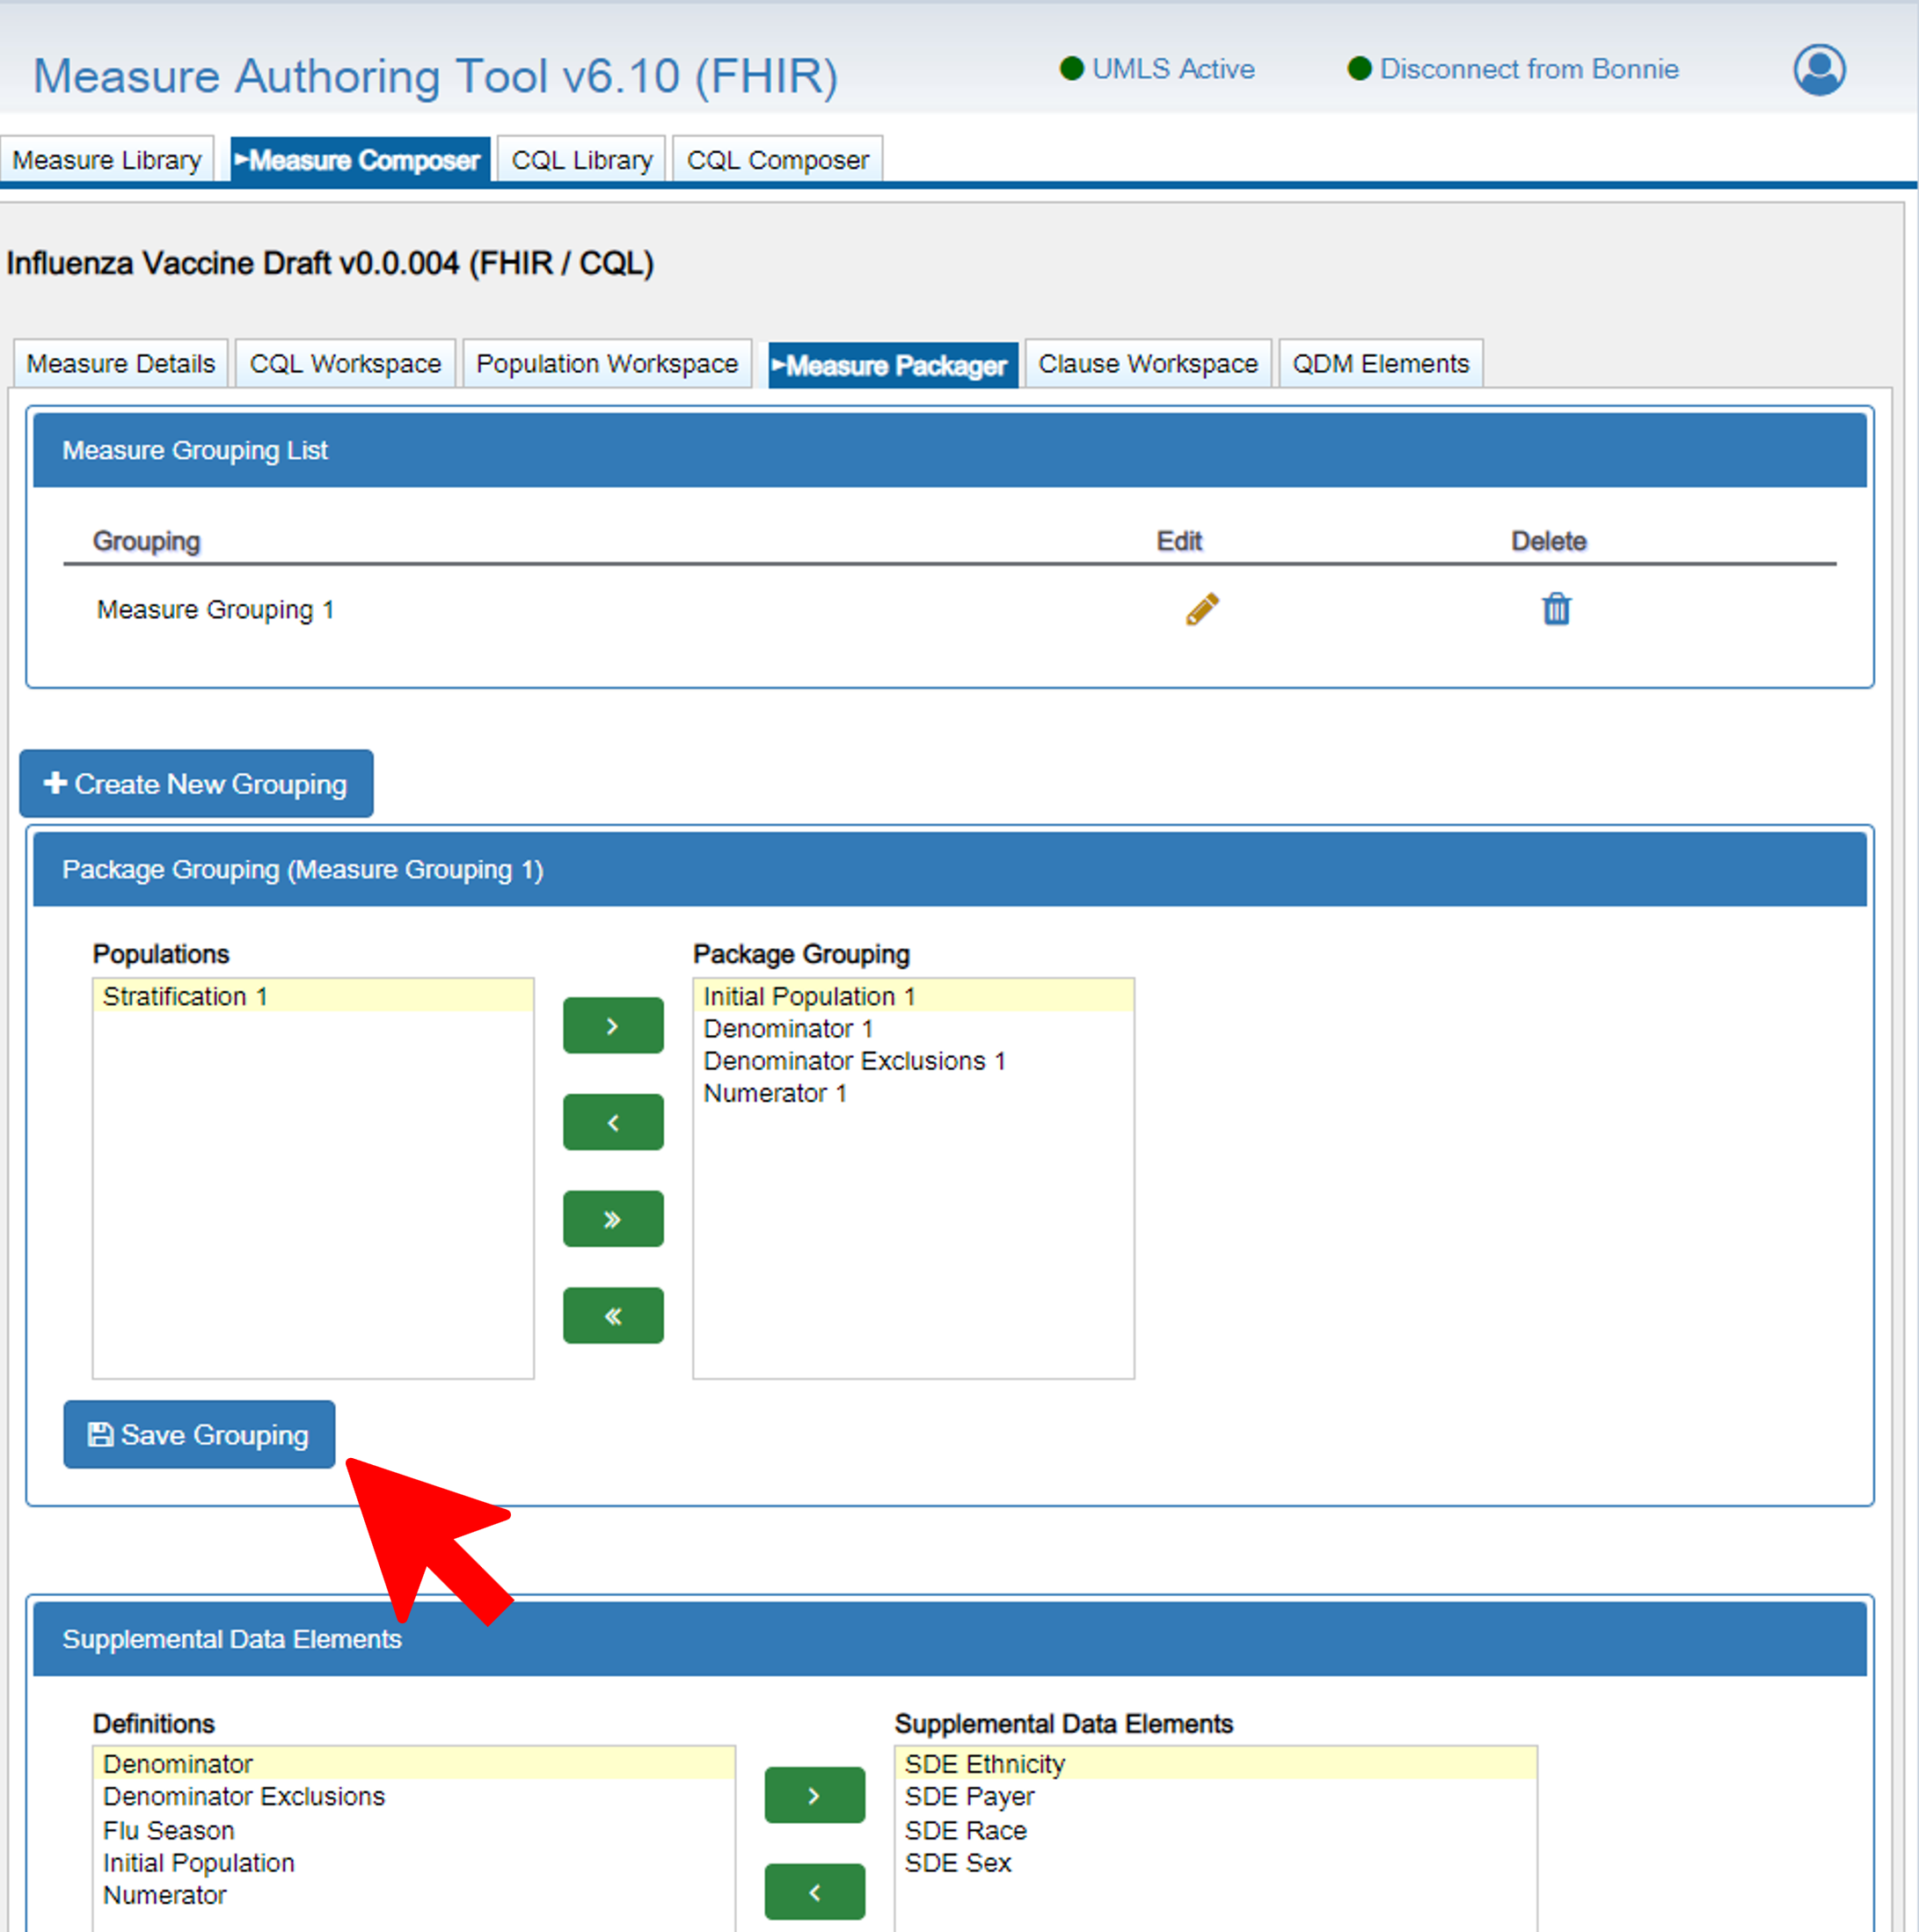 Measure Authoring Tool v6.10 (FHIR)
UMLS Active
Disconnect from Bonnie
Measure Library
Measure Composer
CQL Library
CQL Composer
Influenza Vaccine Draft v0.0.004 (FHIR / CQL)
Measure Details
CQL Workspace
Population Workspace
Measure Packager
Clause Workspace
QDM Elements
Measure Grouping List
Grouping
Edit
Delete
Measure Grouping 1
+ Create New Grouping
Package Grouping (Measure Grouping 1)
Populations
Stratification 1
>
<
»
«
Package Grouping
Initial Population 1
Denominator 1
Denominator Exclusions 1
Numerator 1
Save Grouping
Supplemental Data Elements
Definitions
Denominator
Denominator Exclusions
Flu Season
Initial Population
Numerator
>
<
Supplemental Data Elements
SDE Ethnicity
SDE Payer
SDE Race
SDE Sex